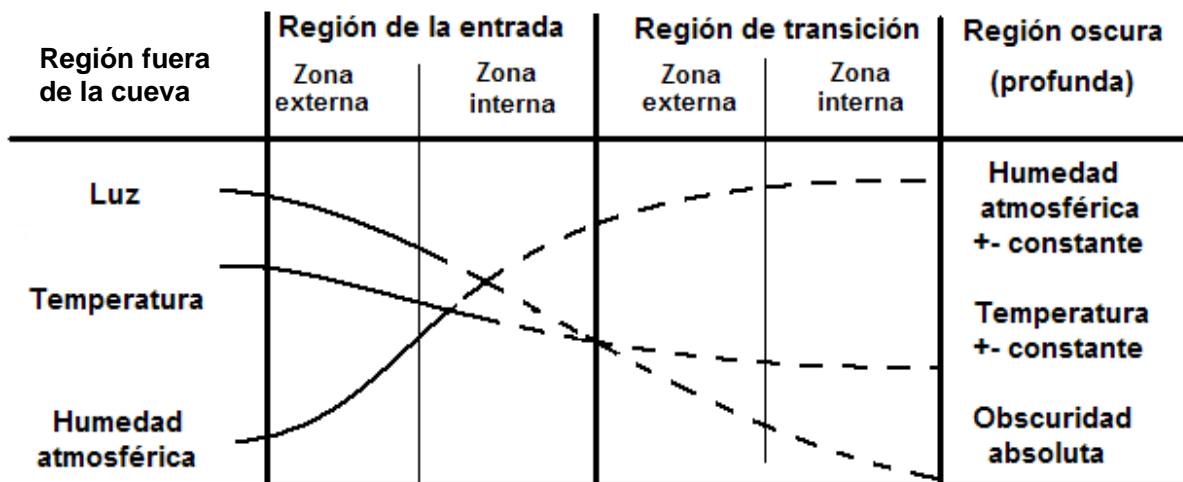 Región fuera
de la cueva
Región de la entrada
Zona
externa
Zona
interna
Región de transición
Zona
externa
Zona
interna
Región oscura
(profunda)
Luz
Temperatura
Humedad
atmosférica
Humedad
atmosférica
+- constante
Temperatura
+- constante
Obscuridad
absoluta